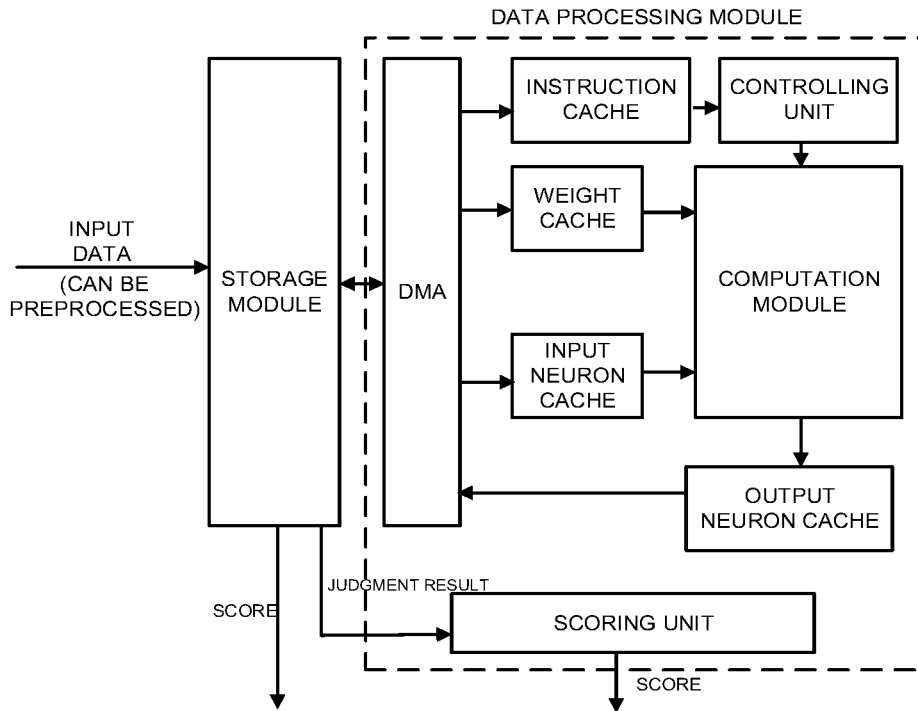 DATA PROCESSING MODULE
INSTRUCTION
CACHE
CONTROLLING
UNIT
WEIGHT
CACHE
INPUT
DATA
(CAN BE
PREPROCESSED)
STORAGE
MODULE
DMA
COMPUTATION
MODULE
INPUT
NEURON
CACHE
OUTPUT
NEURON CACHE
JUDGMENT RESULT
SCORE
SCORING UNIT
SCORE